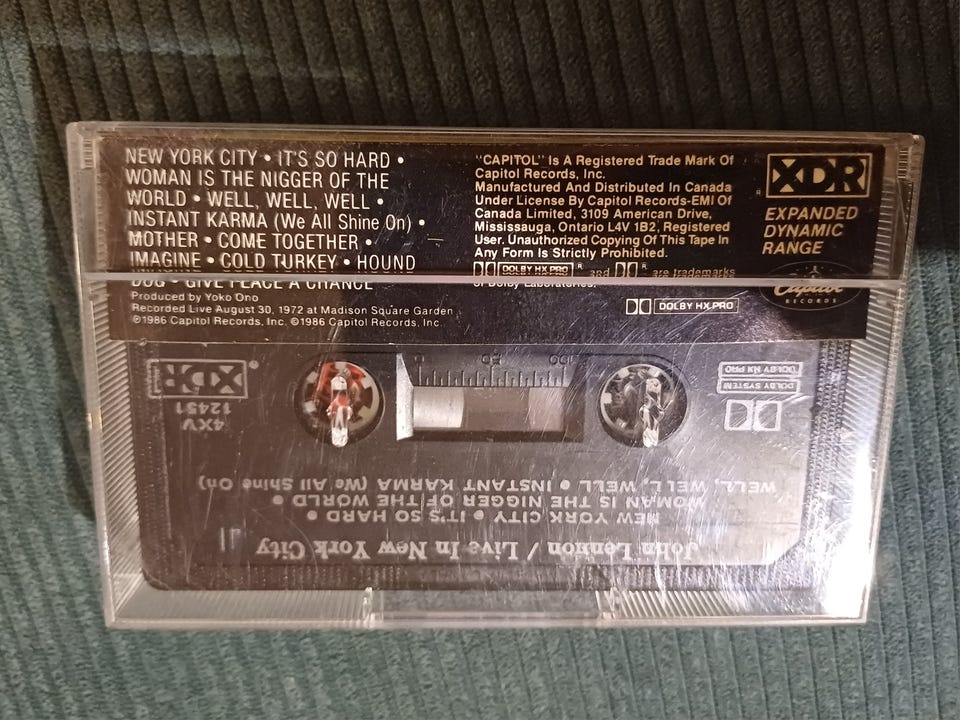 NEW YORK CITY • IT'S SO HARD •
WOMAN IS THE NIGGER OF THE
WORLD • WELL, WELL, WELL •
INSTANT KARMA (We All Shine On) •
MOTHER • COME TOGETHER •
IMAGINE • COLD TURKEY • HOUND
DOG • GIVE PEACE A CHANCE
Produced by Yoko Ono
Recorded Live August 30, 1972 at Madison Square Garden
℗1986 Capitol Records, Inc. ©1986 Capitol Records, Inc.
"CAPITOL" Is A Registered Trade Mark Of
Capitol Records, Inc.
Manufactured And Distributed In Canada
Under License By Capitol Records-EMI Of
Canada Limited, 3109 American Drive,
Mississauga, Ontario L4V 1B2, Registered
User. Unauthorized Copying Of This Tape In
Any Form Is Strictly Prohibited.
DOLBY HX PRO ® and ® are trademarks
of Dolby Laboratories.
DOLBY HX PRO
® XDR
EXPANDED
DYNAMIC
RANGE
Capitol
RECORDS
John Lennon / Live In New York City
NEW YORK CITY • IT'S SO HARD •
WOMAN IS THE NIGGER OF THE WORLD •
WELL, WELL, WELL • INSTANT KARMA (We All Shine On)
DOLBY SYSTEM
DOLBY HX PRO
0 50 100
4XV
12451
XDR ®